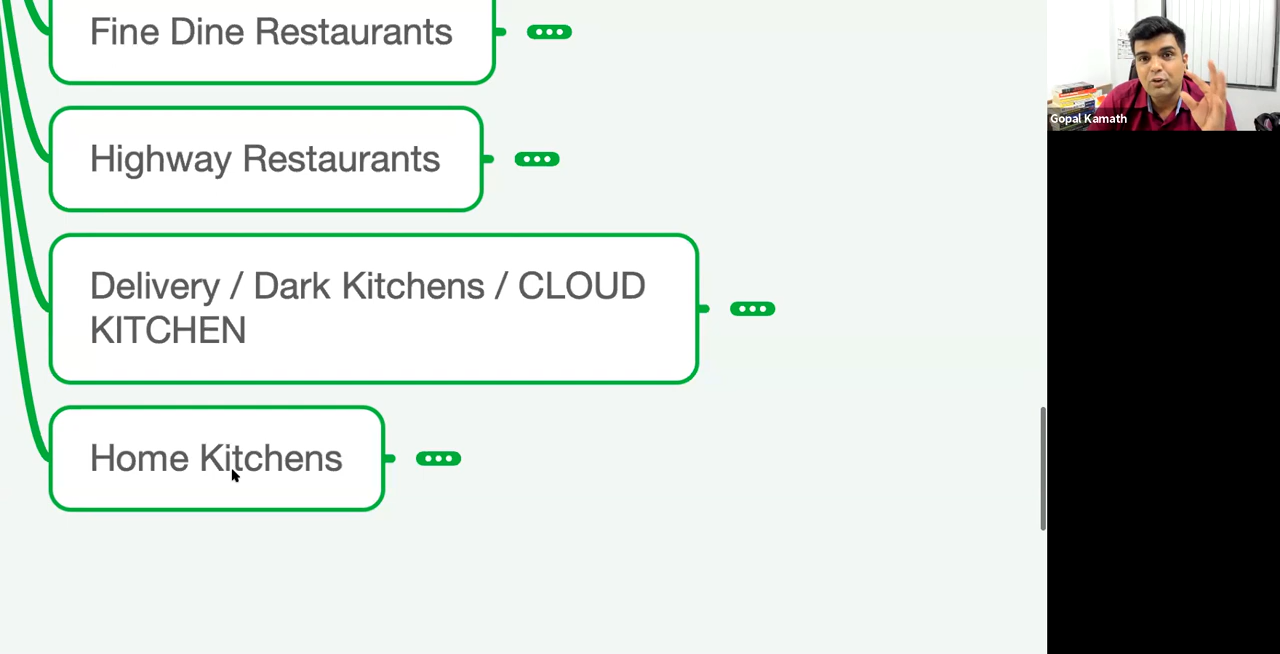 Fine Dine Restaurants
Highway Restaurants
Delivery / Dark Kitchens / CLOUD
KITCHEN
Home Kitchens
Gopal Kamath